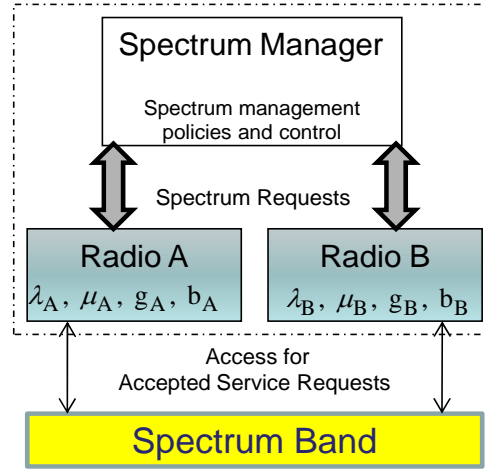 Spectrum Manager
Spectrum management
policies and control
Spectrum Requests
Radio A
λA, μA, gA, bA
Radio B
λB, μB, gB, bB
Access for
Accepted Service Requests
Spectrum Band